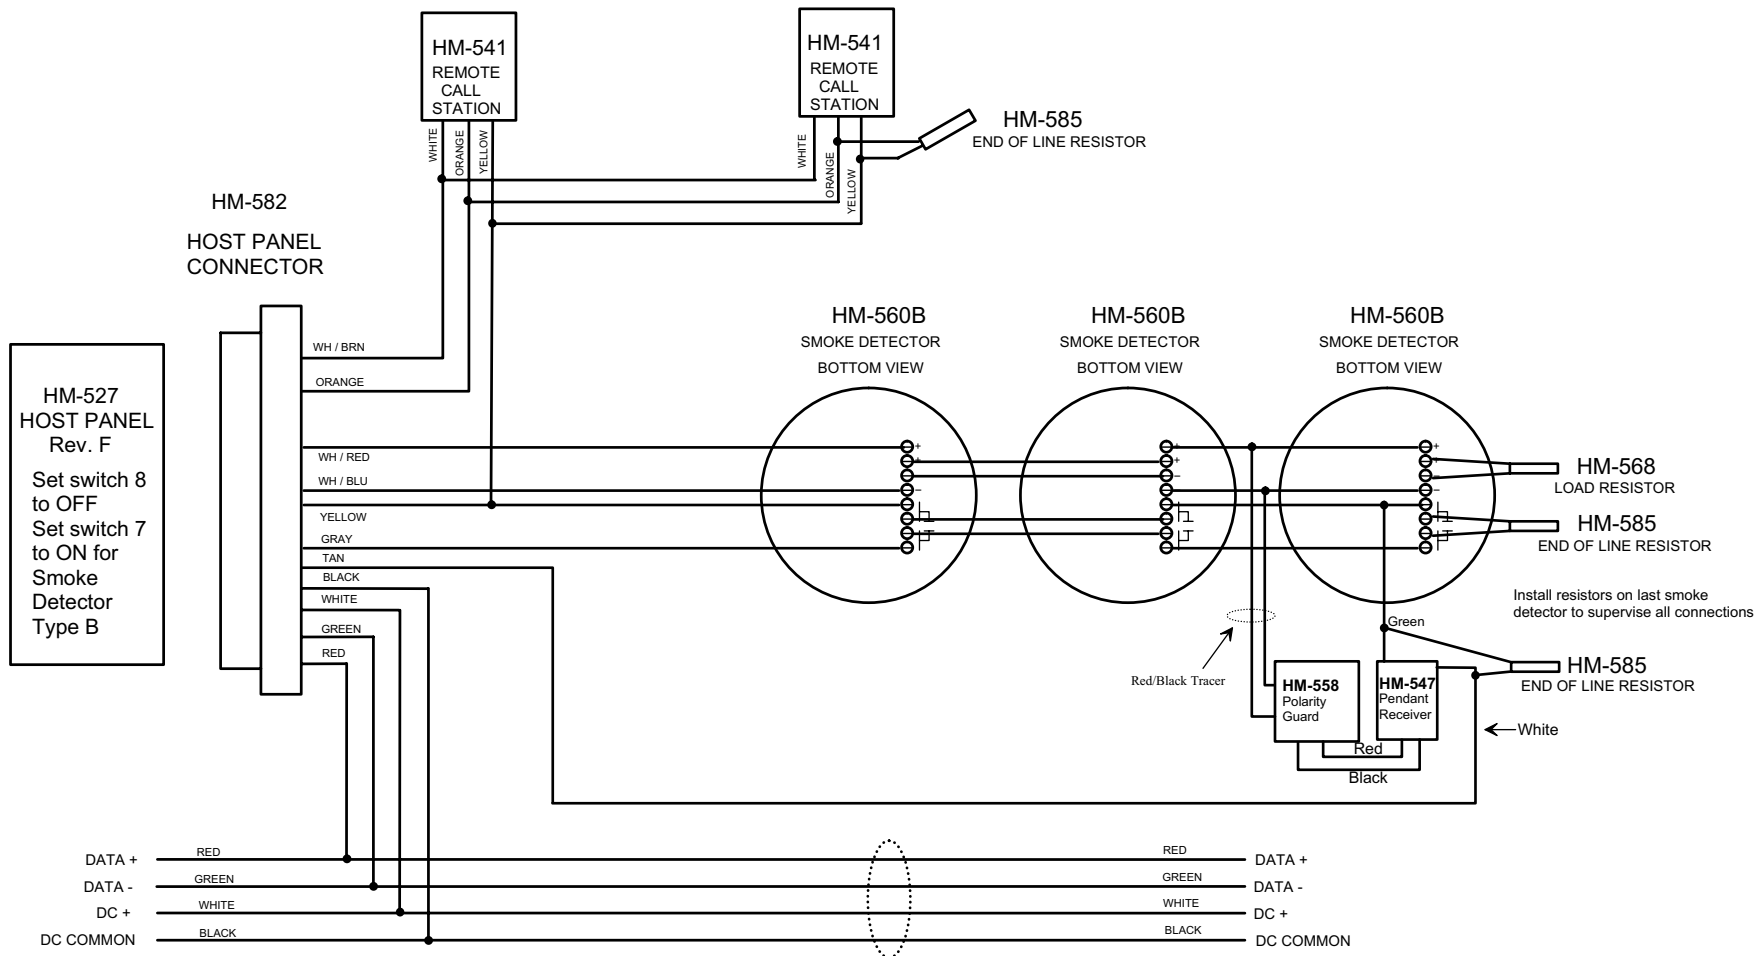 HM-541
REMOTE
CALL
STATION
WHITE
ORANGE
YELLOW
HM-541
REMOTE
CALL
STATION
WHITE
ORANGE
YELLOW
HM-585
END OF LINE RESISTOR
HM-582
HOST PANEL
CONNECTOR
HM-527
HOST PANEL
Rev. F
Set switch 8
to OFF
Set switch 7
to ON for
Smoke
Detector
Type B
WH / BRN
ORANGE
WH / RED
WH / BLU
YELLOW
GRAY
TAN
BLACK
WHITE
GREEN
RED
HM-560B
SMOKE DETECTOR
BOTTOM VIEW
+
+
-
-
HM-560B
SMOKE DETECTOR
BOTTOM VIEW
+
+
-
HM-560B
SMOKE DETECTOR
BOTTOM VIEW
+
+
-
-
HM-568
LOAD RESISTOR
HM-585
END OF LINE RESISTOR
Install resistors on last smoke
detector to supervise all connections
Green
HM-585
END OF LINE RESISTOR
Red/Black Tracer
HM-558
Polarity
Guard
HM-547
Pendant
Receiver
White
Red
Black
DATA + RED RED DATA +
DATA - GREEN GREEN DATA -
DC + WHITE WHITE DC +
DC COMMON BLACK BLACK DC COMMON